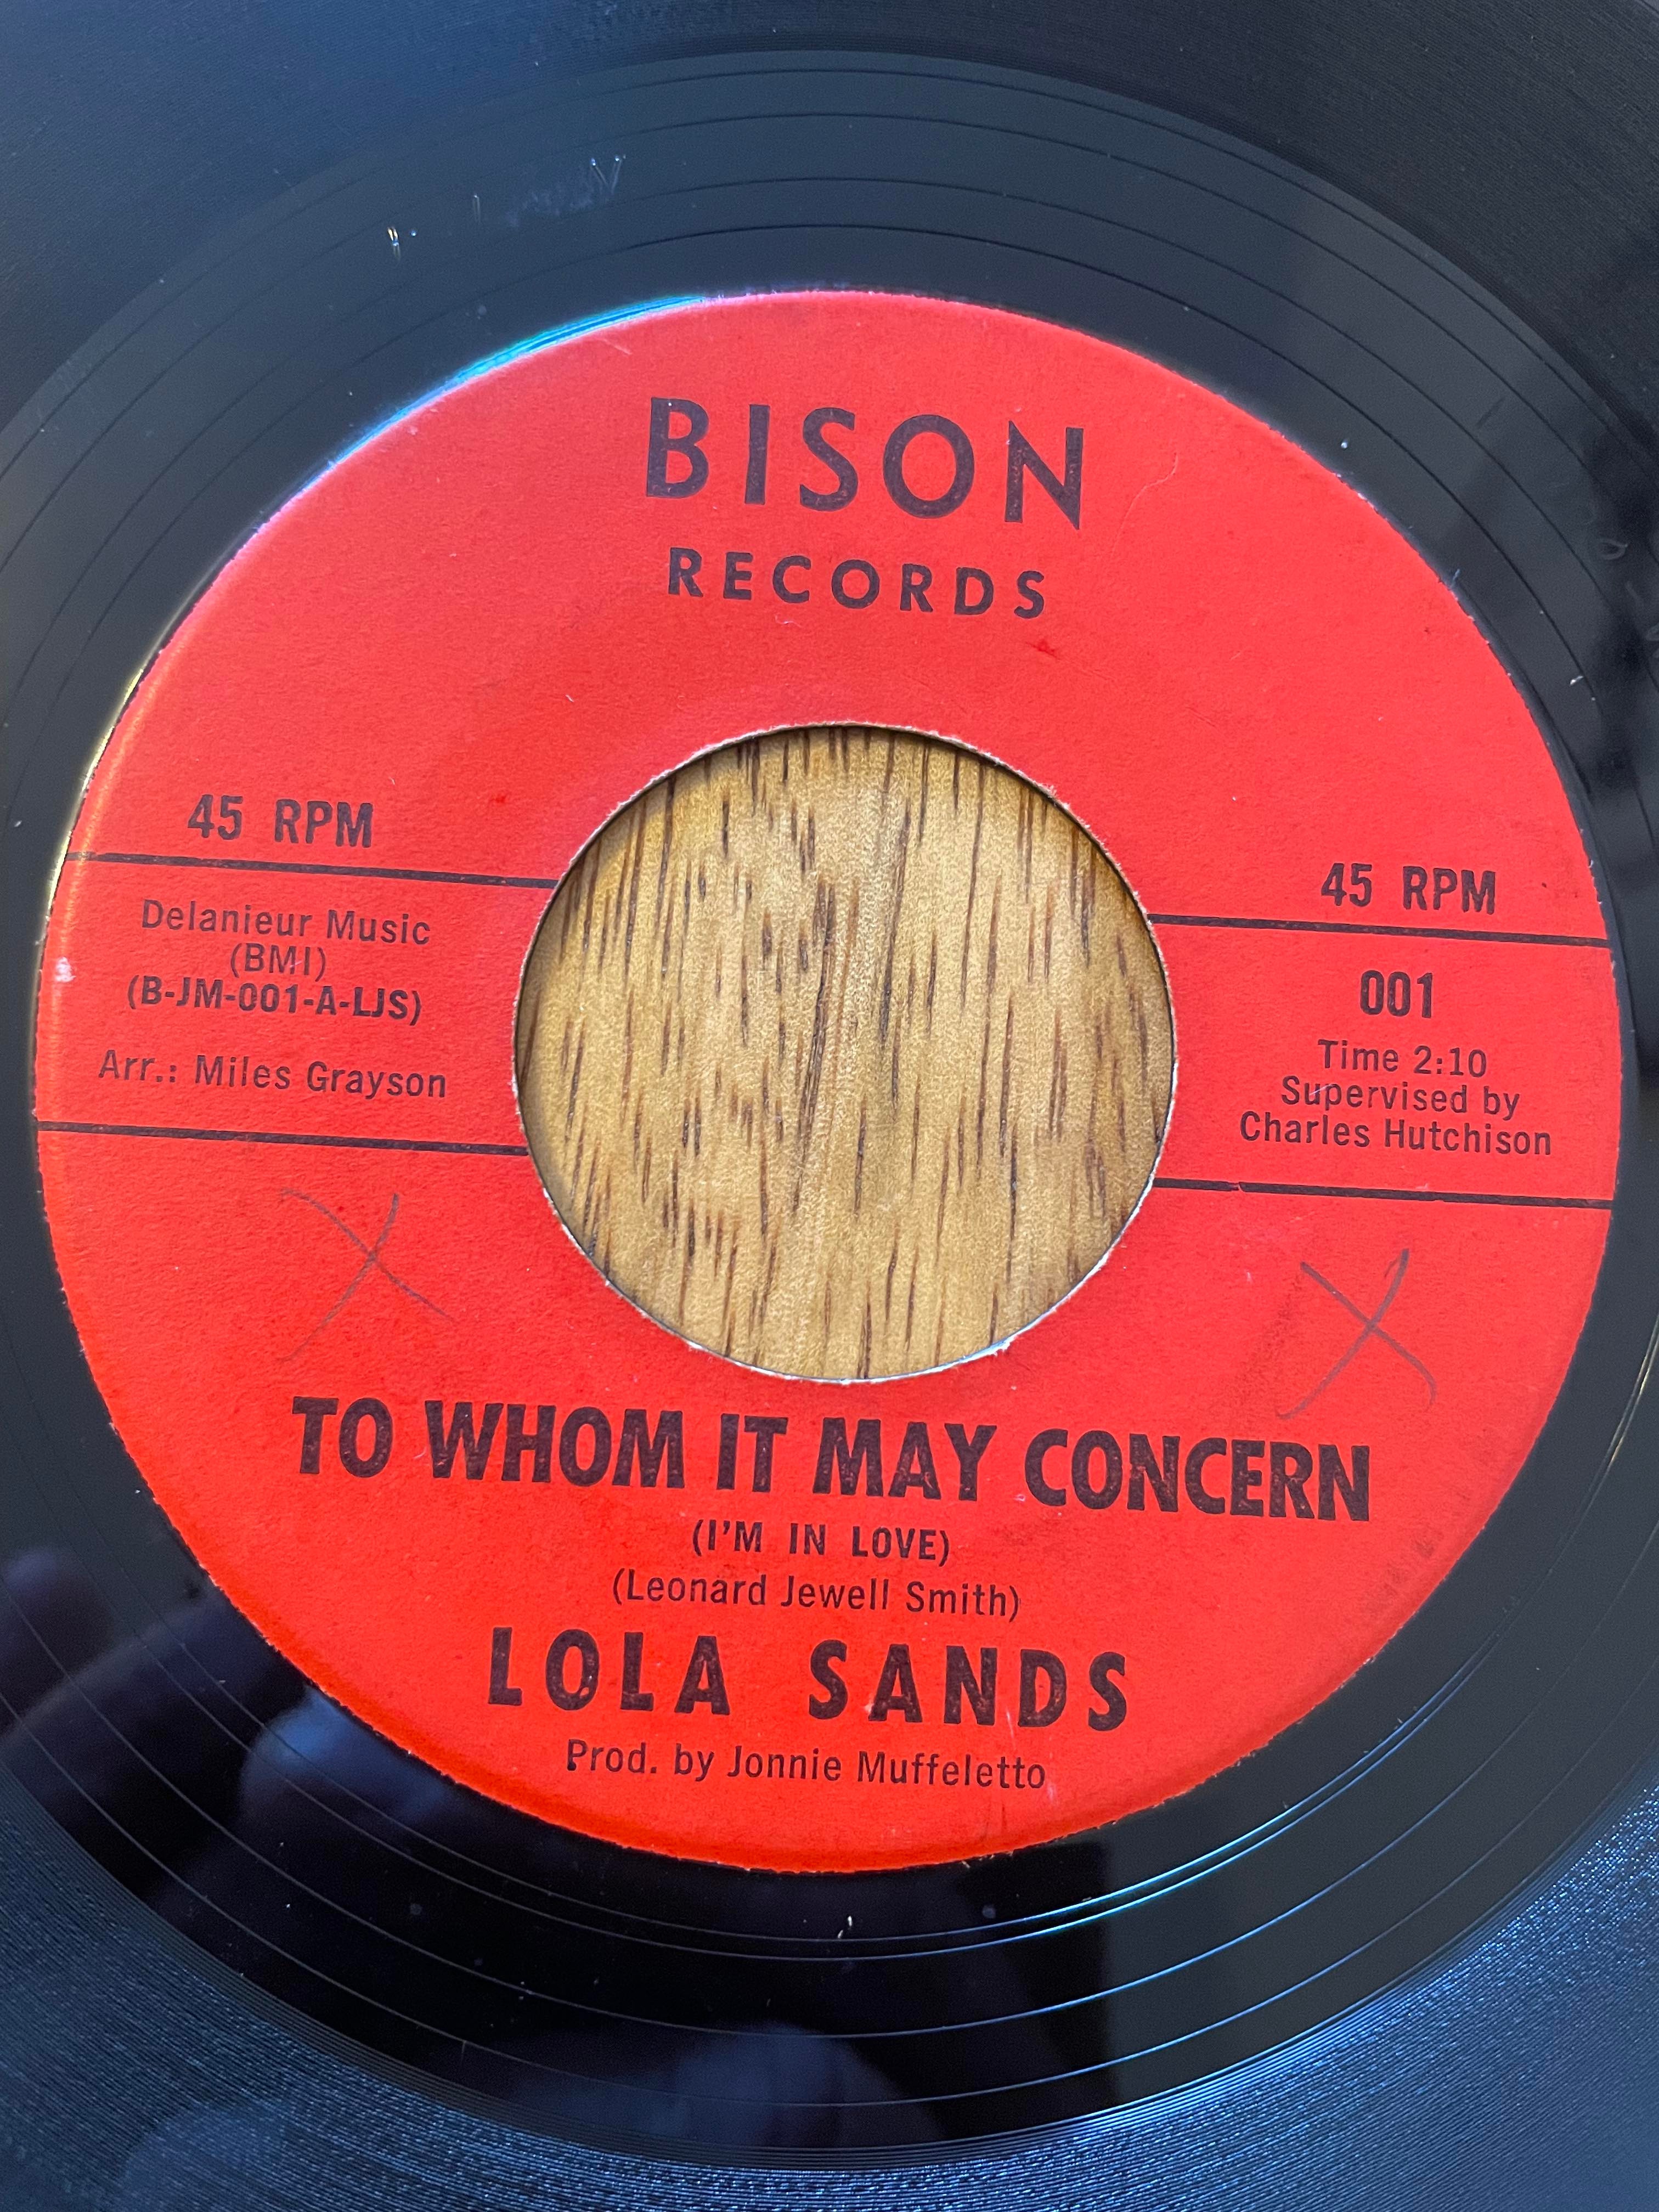 BISON
RECORDS
45 RPM
Delanieur Music
(BMI)
(B-JM-001-A-LJS)
Arr.: Miles Grayson
45 RPM
001
Time 2:10
Supervised by
Charles Hutchison
X
X
TO WHOM IT MAY CONCERN
(I'M IN LOVE)
(Leonard Jewell Smith)
LOLA SANDS
Prod. by Jonnie Muffeletto